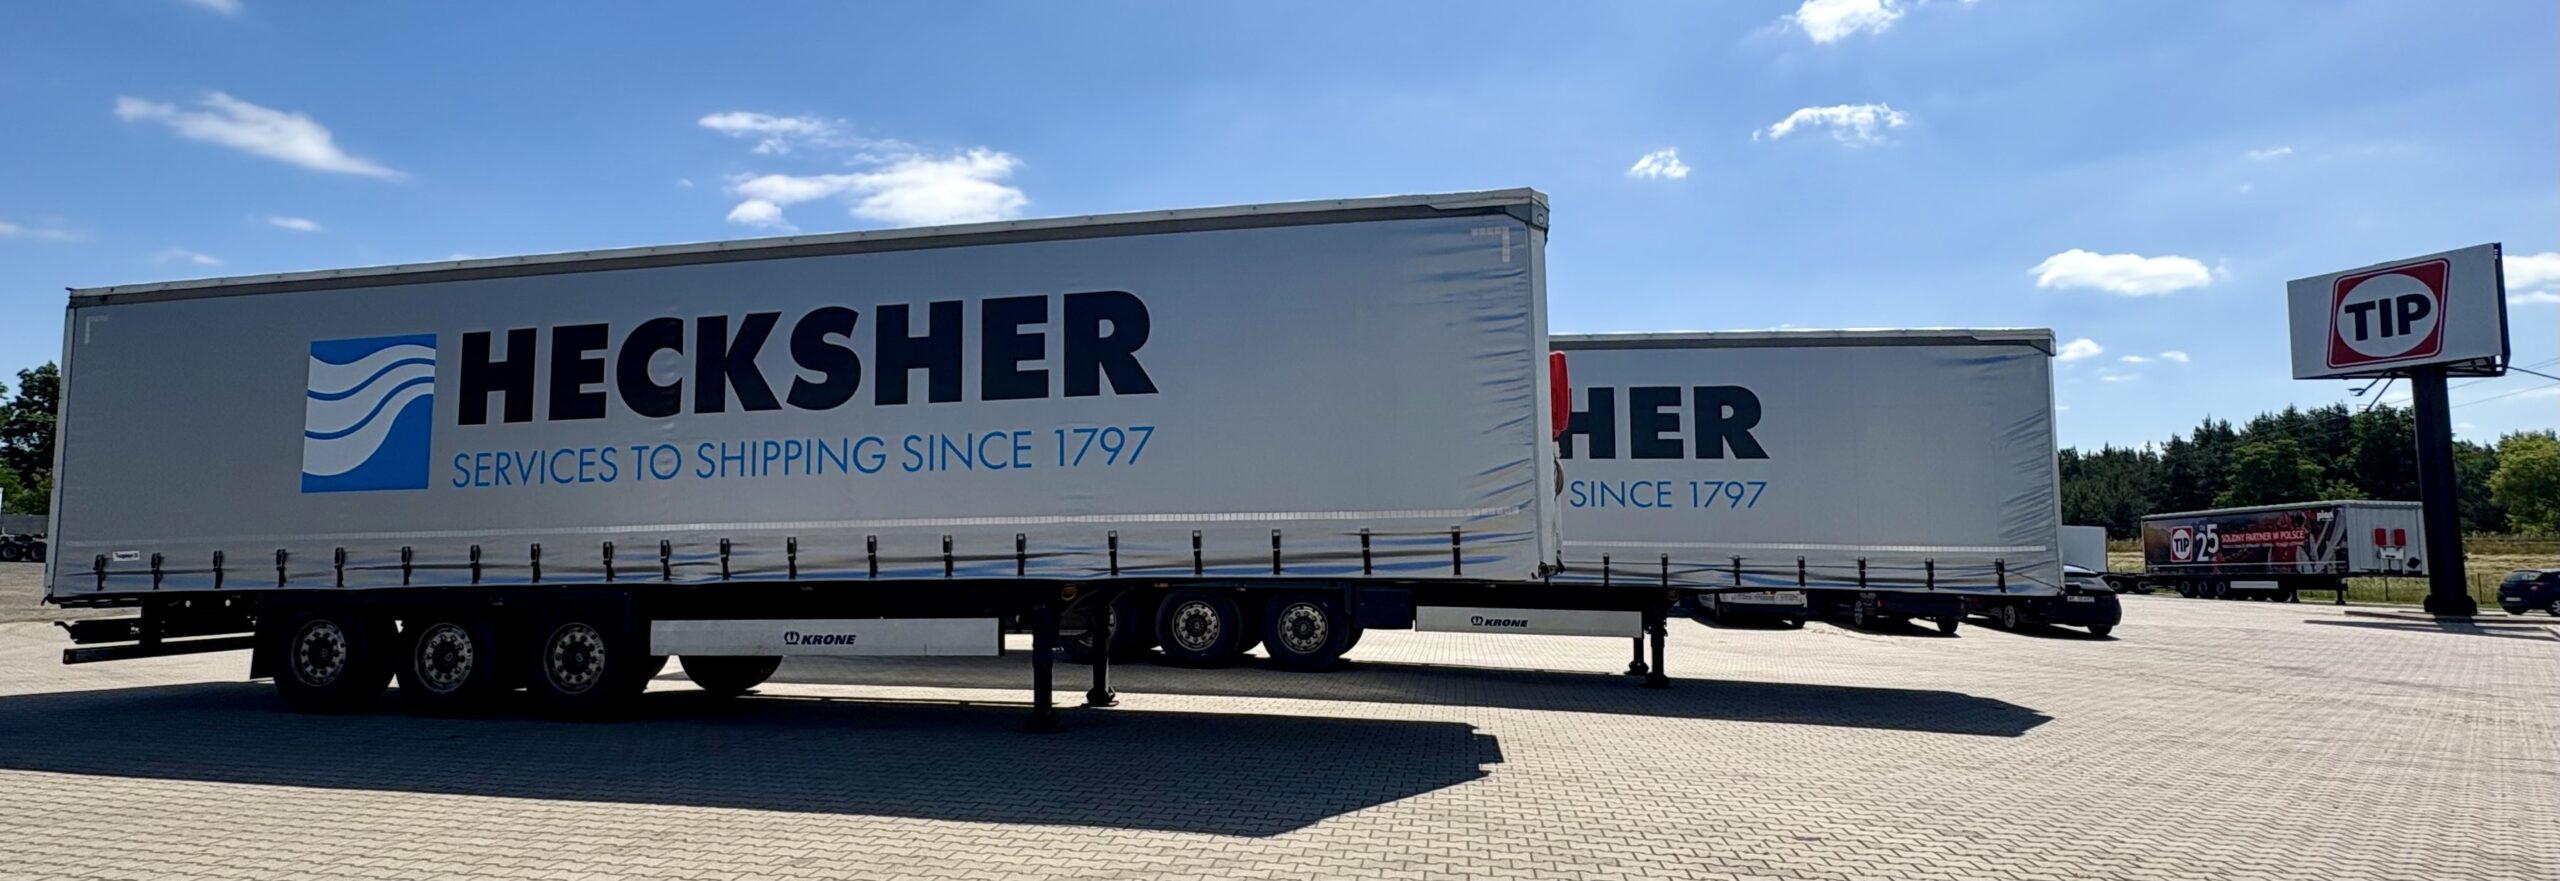 HECKSHER
SERVICES TO SHIPPING SINCE 1797
KRONE
HER
SINCE 1797
KRONE
TIP
TIP
25
SOLIDNY PARTNER W POLSCE